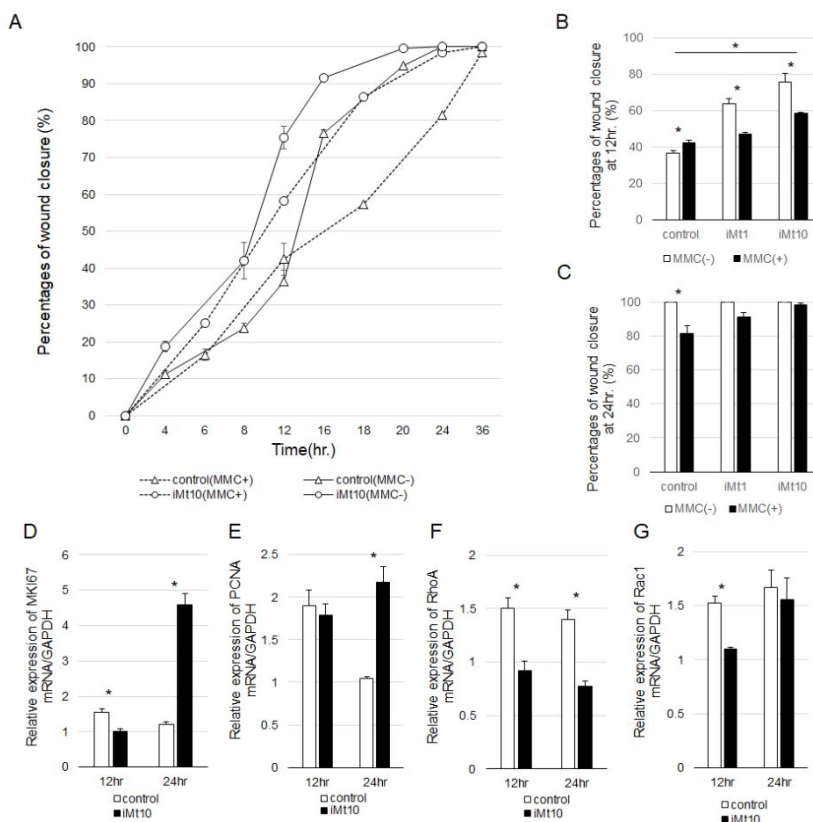 A
Percentages of wound closure (%)
100
90
80
70
60
50
40
30
20
10
0
0 4 6 8 12 16 18 20 24 36
Time(hr.)
control(MMC+) control(MMC-)
iMt10(MMC+) iMt10(MMC-)
B
Percentages of wound closure
at 12hr. (%)
100
80
60
40
20
0
*
* * *
control iMt1 iMt10
MMC(-) MMC(+)
C
Percentages of wound closure
at 24hr. (%)
100
80
60
40
20
0
*
control iMt1 iMt10
MMC(-) MMC(+)
D
Relative expression of MKI67
mRNA/GAPDH
6
5
4
3
2
1
0
* *
12hr 24hr
control
iMt10
E
Relative expression of PCNA
mRNA/GAPDH
2.5
2
1.5
1
0.5
0
*
12hr 24hr
control
iMt10
F
Relative expression of RhoA
mRNA/GAPDH
2
1.5
1
0.5
0
* *
12hr 24hr
control
iMt10
G
Relative expression of Rac1
mRNA/GAPDH
2
1.5
1
0.5
0
*
12hr 24hr
control
iMt10